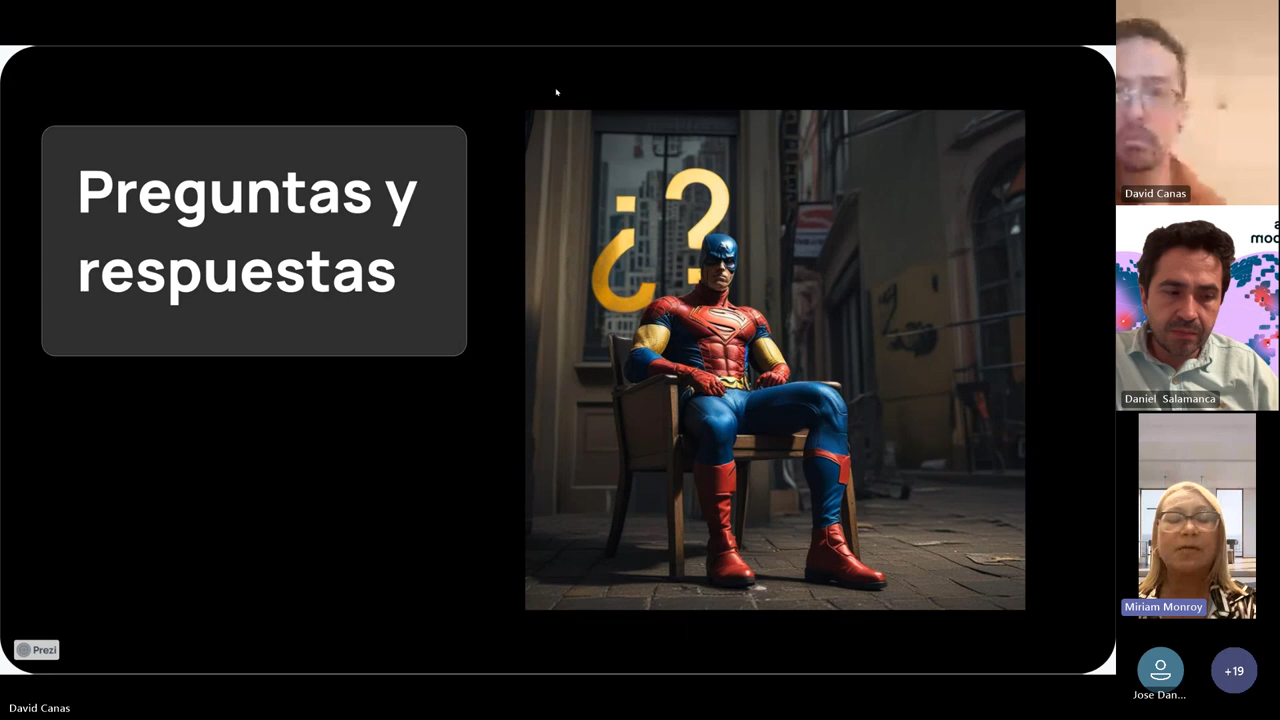 Preguntas y
respuestas
¿?
Prezi
David Canas
David Canas
Daniel Salamanca
Miriam Monroy
Jose Dan...
+19